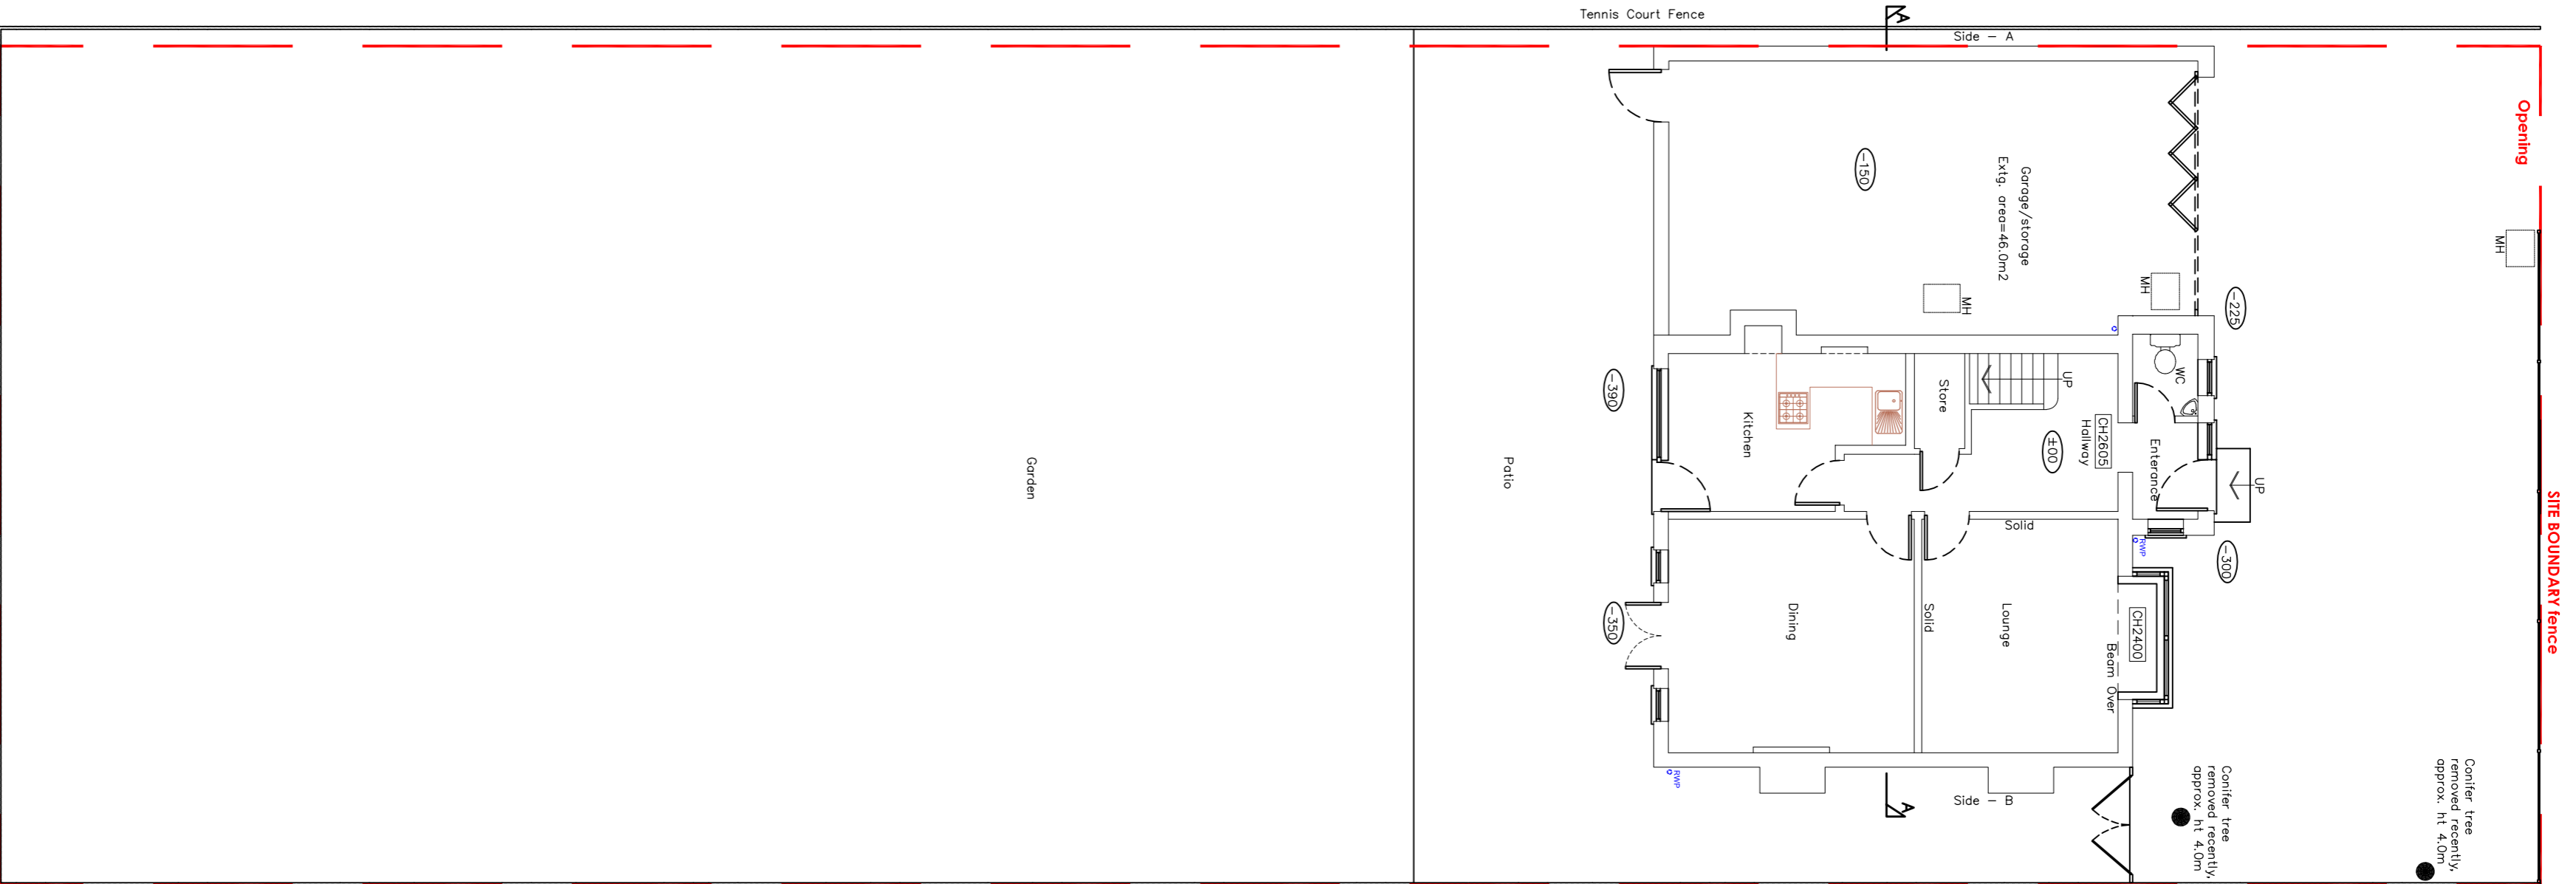 Tennis Court Fence
A
Side - A
Opening
SITE BOUNDARY fence
MH
Garage/storage
Extg. area=46.0m2
-150
MH
MH
-225
WC
UP
Store
Kitchen
-390
CH2605
Hallway
±00
Enterance
UP
Solid
RWP
-300
Garden
Patio
Dining
-350
Solid
Lounge
CH2400
Beam Over
RWP
A
Side - B
Conifer tree
removed recently,
approx. ht 4.0m
Conifer tree
removed recently,
approx. ht 4.0m